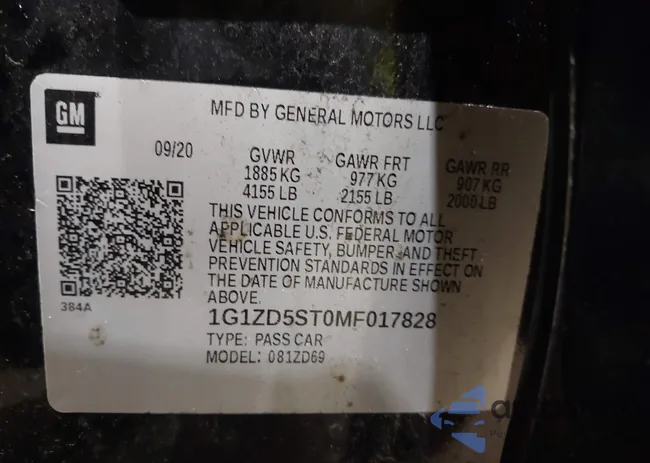 GM
MFD BY GENERAL MOTORS LLC
09/20
GVWR GAWR FRT GAWR RR
1885 KG 977 KG 907 KG
4155 LB 2155 LB 2000 LB
THIS VEHICLE CONFORMS TO ALL
APPLICABLE U.S. FEDERAL MOTOR
VEHICLE SAFETY, BUMPER, AND THEFT
PREVENTION STANDARDS IN EFFECT ON
THE DATE OF MANUFACTURE SHOWN
ABOVE.
384A
1G1ZD5ST0MF017828
TYPE: PASS CAR
MODEL: 081ZD69